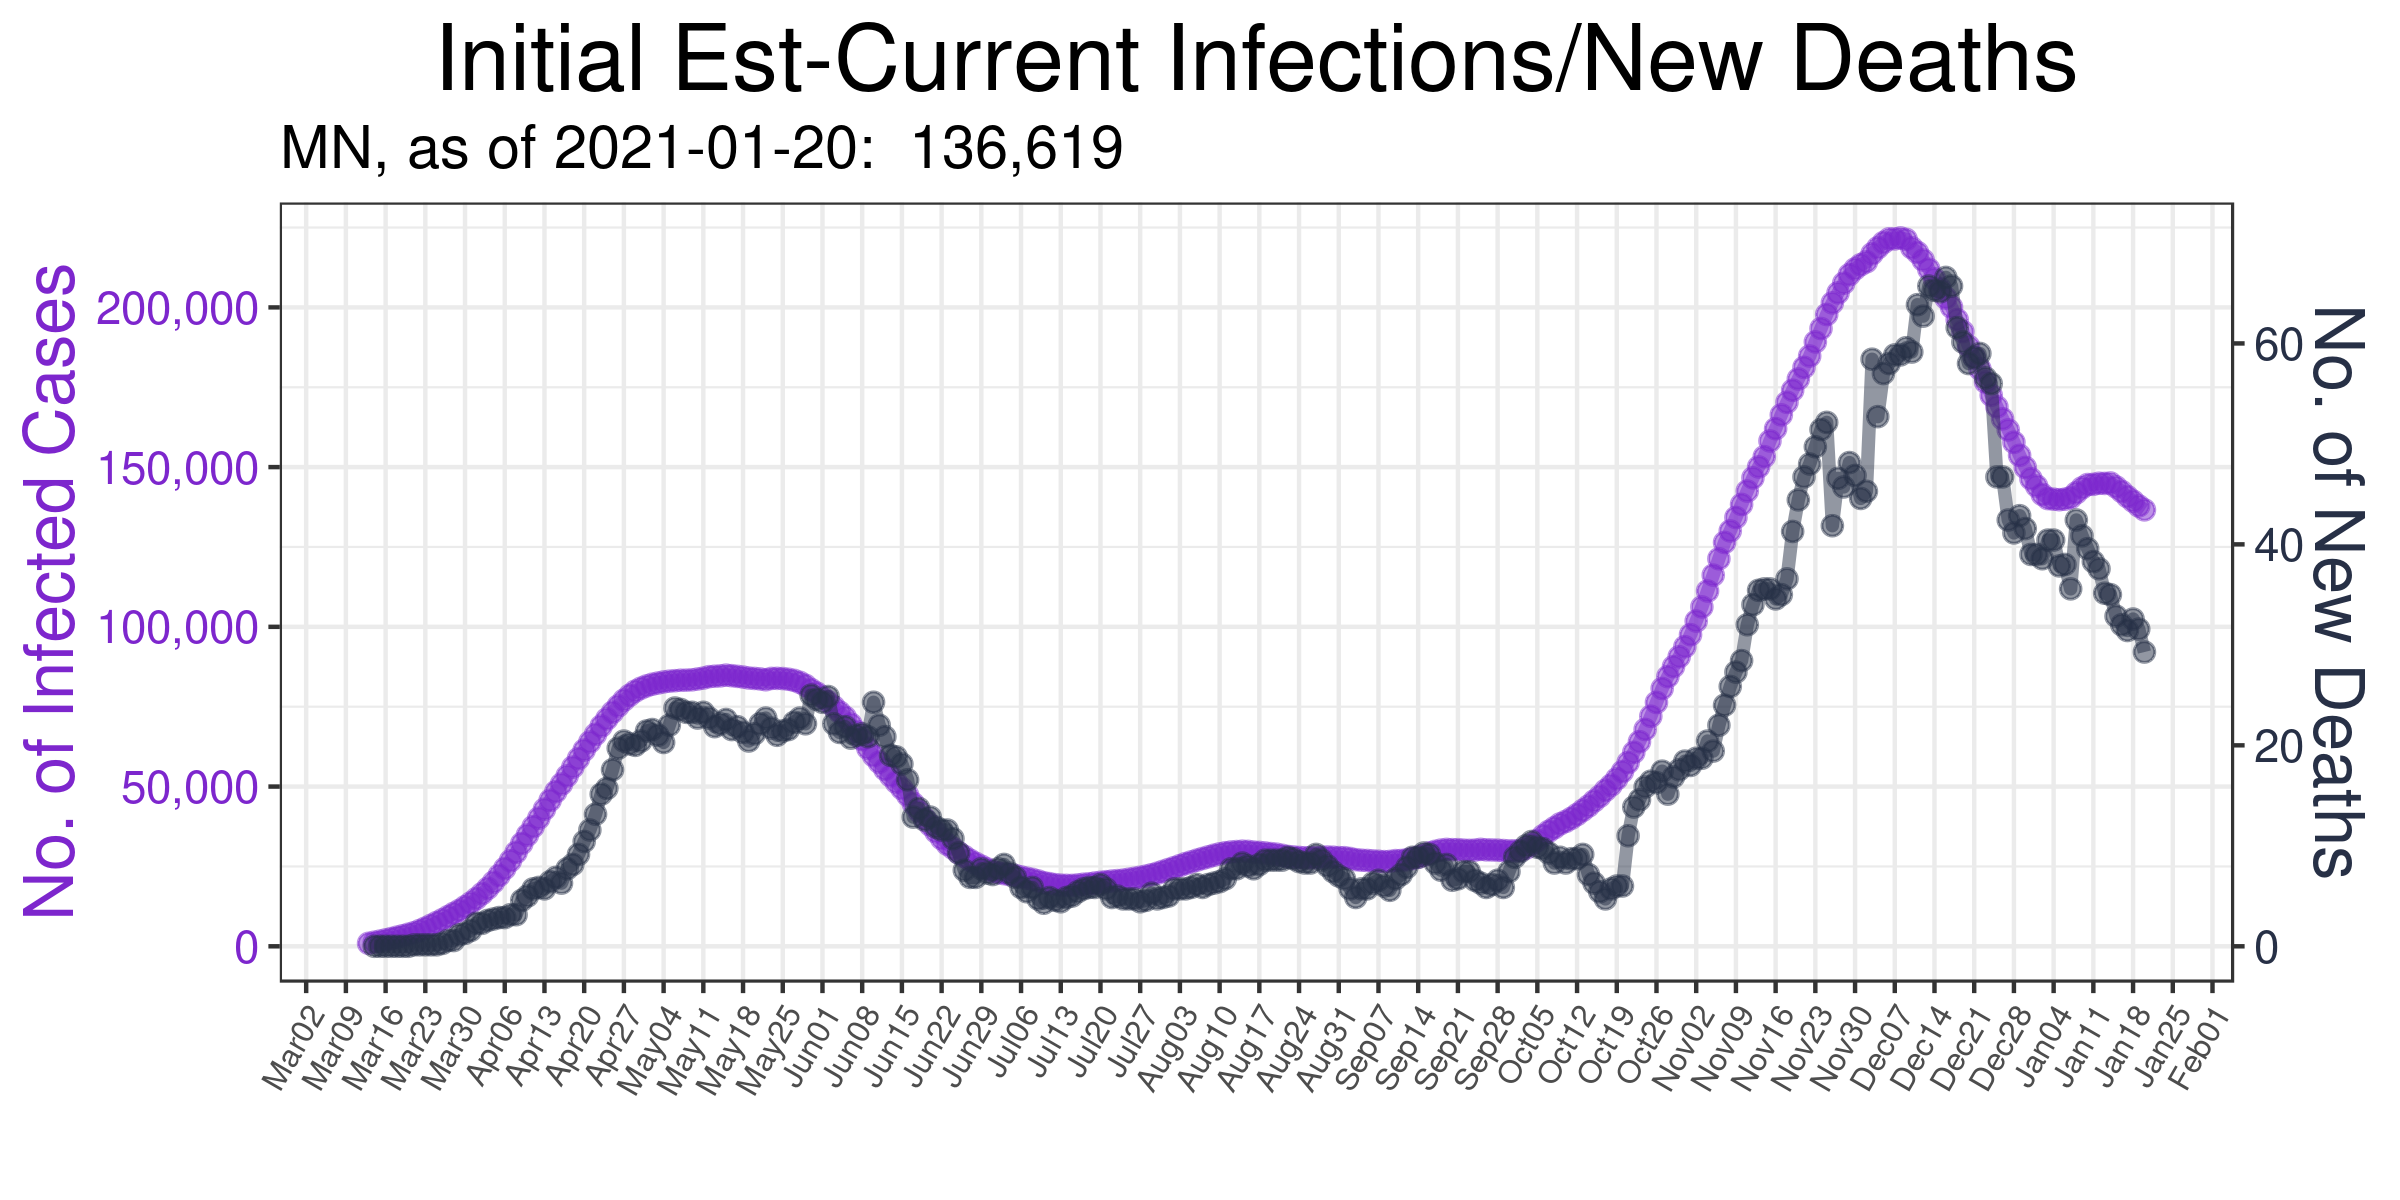 Initial Est-Current Infections/New Deaths
MN, as of 2021-01-20:  136,619
No. of Infected Cases
200,000
150,000
100,000
50,000
0
No. of New Deaths
60
40
20
0
Mar02
Mar09
Mar16
Mar23
Mar30
Apr06
Apr13
Apr20
Apr27
May04
May11
May18
May25
Jun01
Jun08
Jun15
Jun22
Jun29
Jul06
Jul13
Jul20
Jul27
Aug03
Aug10
Aug17
Aug24
Aug31
Sep07
Sep14
Sep21
Sep28
Oct05
Oct12
Oct19
Oct26
Nov02
Nov09
Nov16
Nov23
Nov30
Dec07
Dec14
Dec21
Dec28
Jan04
Jan11
Jan18
Jan25
Feb01